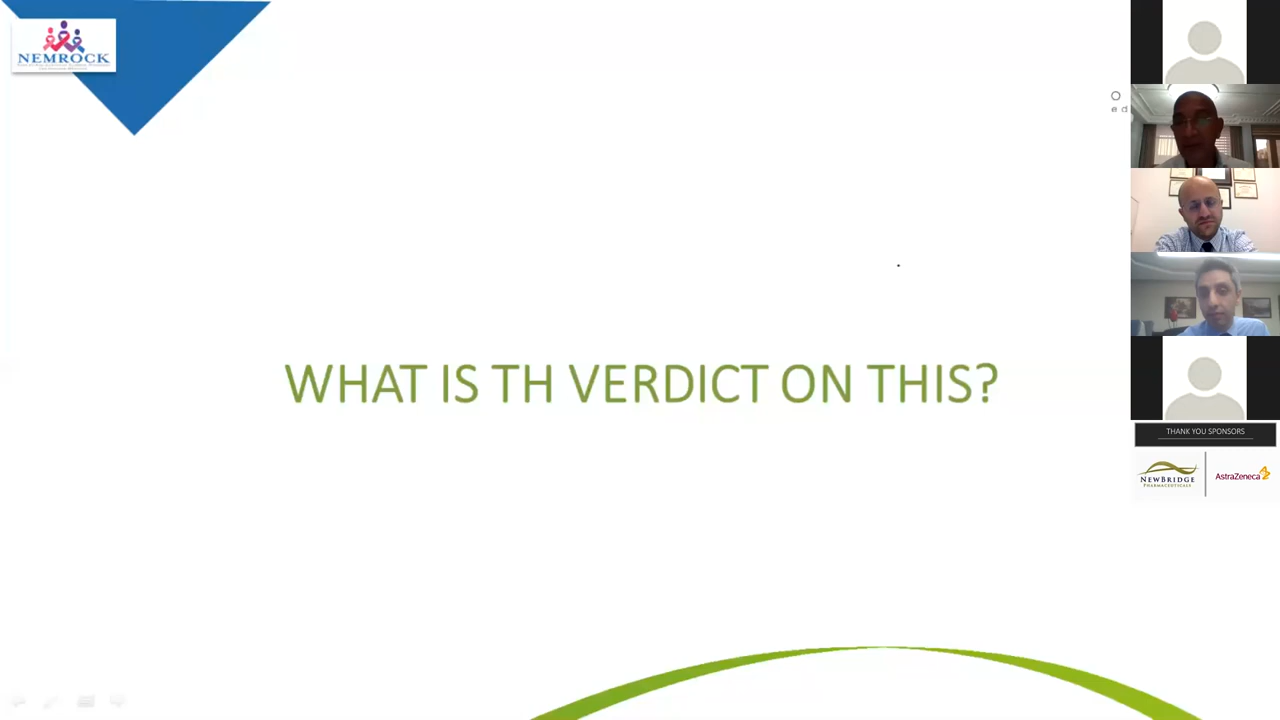 NEMROCK
WHAT IS TH VERDICT ON THIS?
THANK YOU SPONSORS
NEWBRIDGE
PHARMACEUTICALS
AstraZeneca